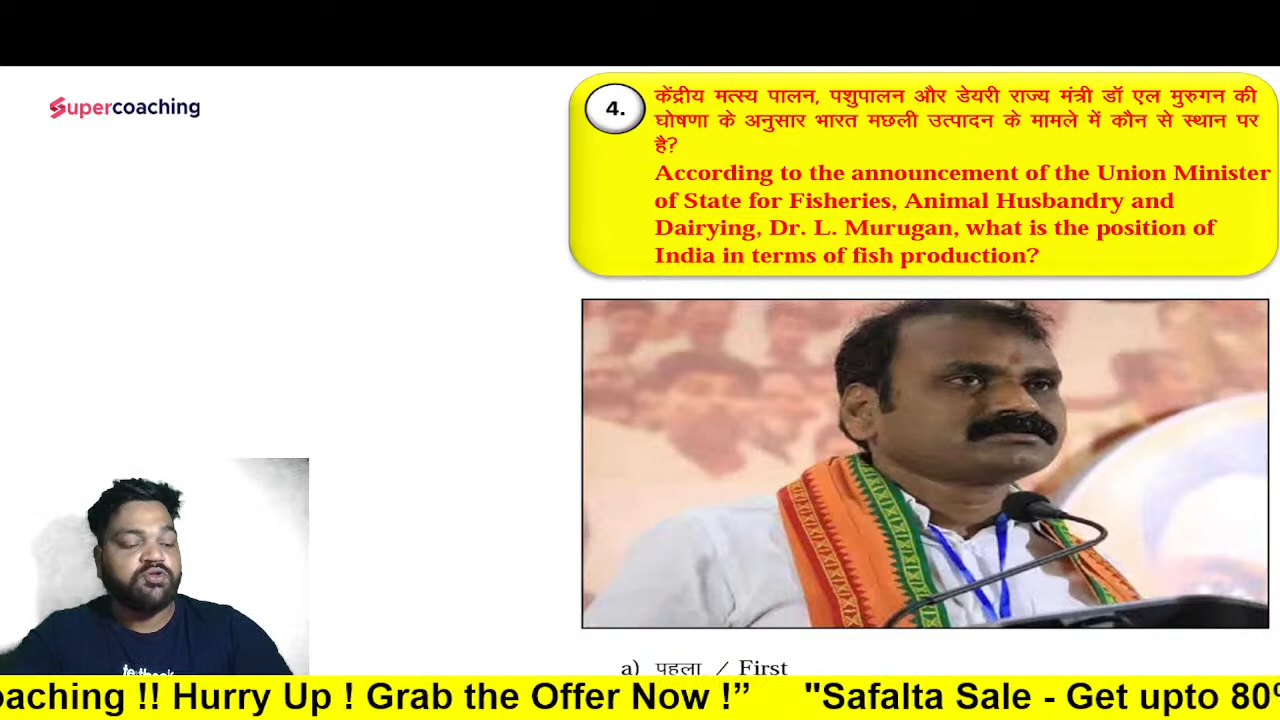 Supercoaching
4.
केंद्रीय मत्स्य पालन, पशुपालन और डेयरी राज्य मंत्री डॉ एल मुरुगन की
घोषणा के अनुसार भारत मछली उत्पादन के मामले में कौन से स्थान पर
है?
According to the announcement of the Union Minister
of State for Fisheries, Animal Husbandry and
Dairying, Dr. L. Murugan, what is the position of
India in terms of fish production?
a) पहला / First
oaching !! Hurry Up ! Grab the Offer Now !” "Safalta Sale - Get upto 80